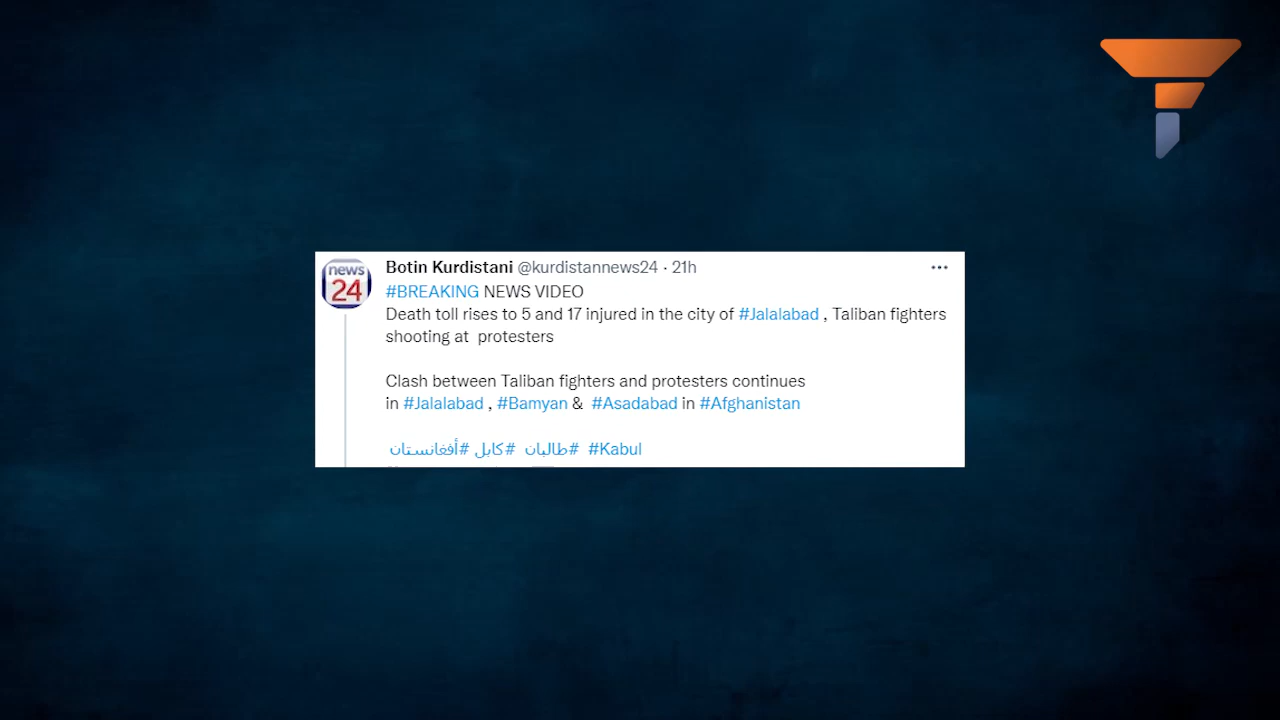 news
24
Botin Kurdistani @kurdistannews24 · 21h
#BREAKING NEWS VIDEO
Death toll rises to 5 and 17 injured in the city of #Jalalabad , Taliban fighters
shooting at protesters
Clash between Taliban fighters and protesters continues
in #Jalalabad , #Bamyan & #Asadabad in #Afghanistan
#طالبان #كابل #أفغانستان #Kabul